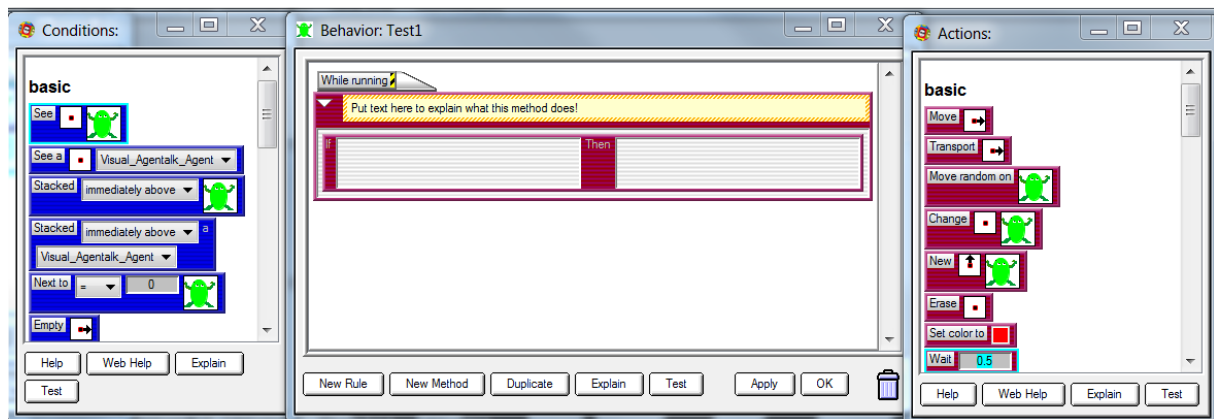 Conditions:
basic
See
See a Visual_Agentalk_Agent
Stacked immediately above
Stacked immediately above a
Visual_Agentalk_Agent
Next to = 0
Empty
Help Web Help Explain
Test
Behavior: Test1
While running
Put text here to explain what this method does!
If Then
New Rule New Method Duplicate Explain Test Apply OK
Actions:
basic
Move
Transport
Move random on
Change
New
Erase
Set color to
Wait 0.5
Help Web Help Explain Test